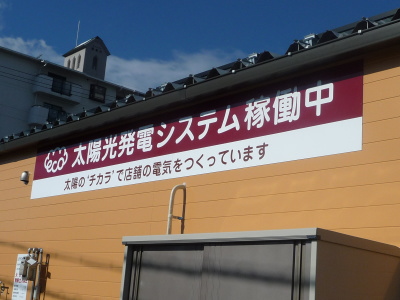 eco 太陽光発電システム稼働中
太陽の‘チカラ’で店舗の電気をつくっています